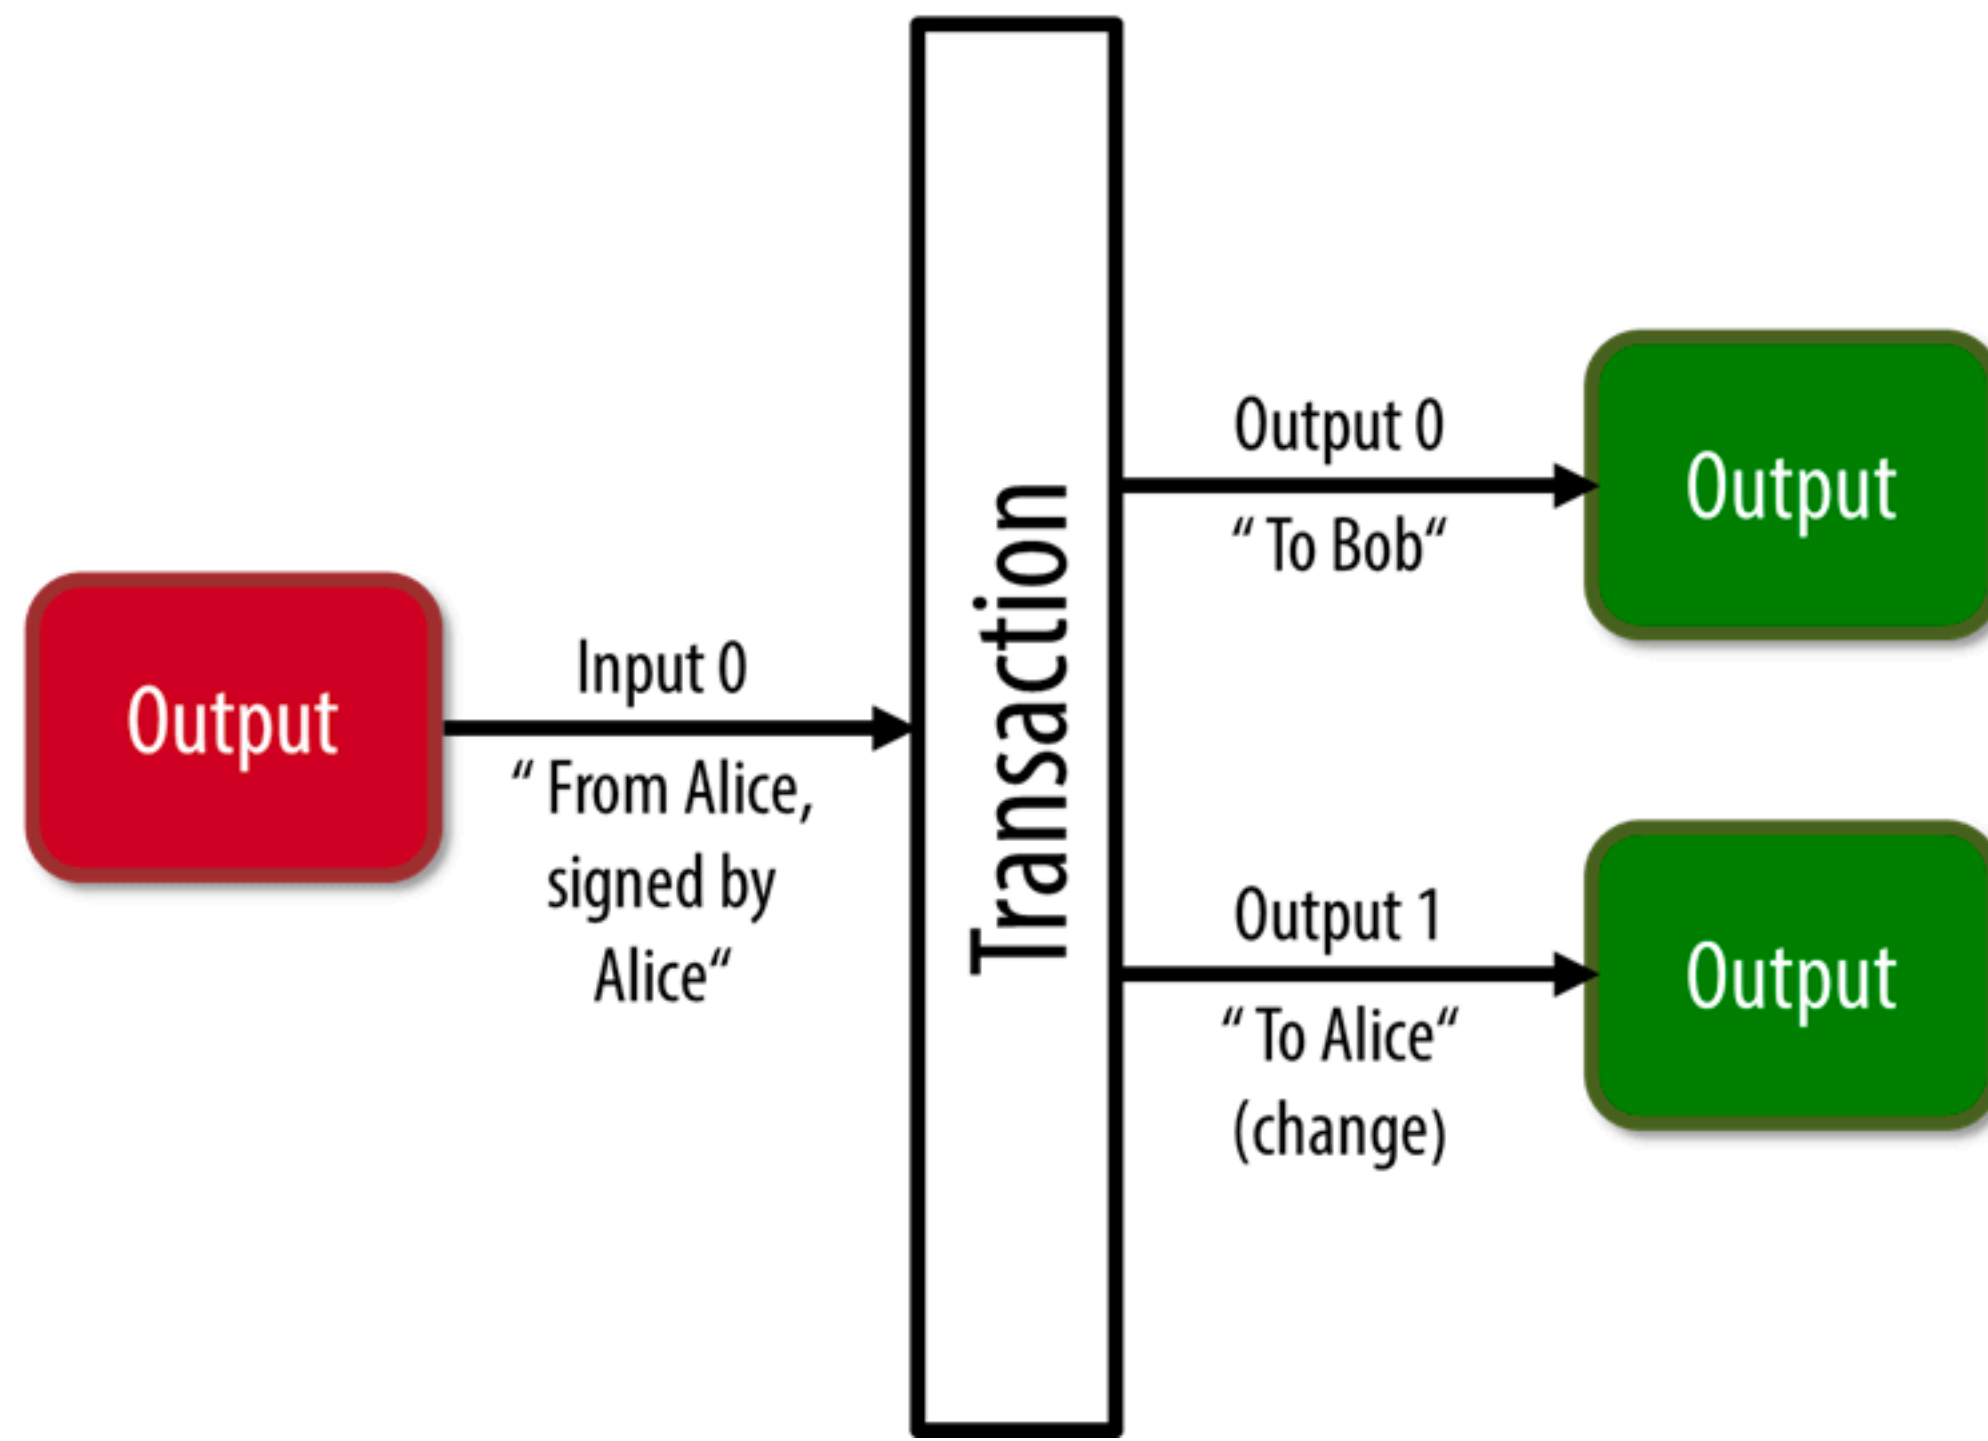 Output
Input 0
“ From Alice,
signed by
Alice“
Transaction
Output 0
“ To Bob“
Output
Output 1
“ To Alice“
(change)
Output